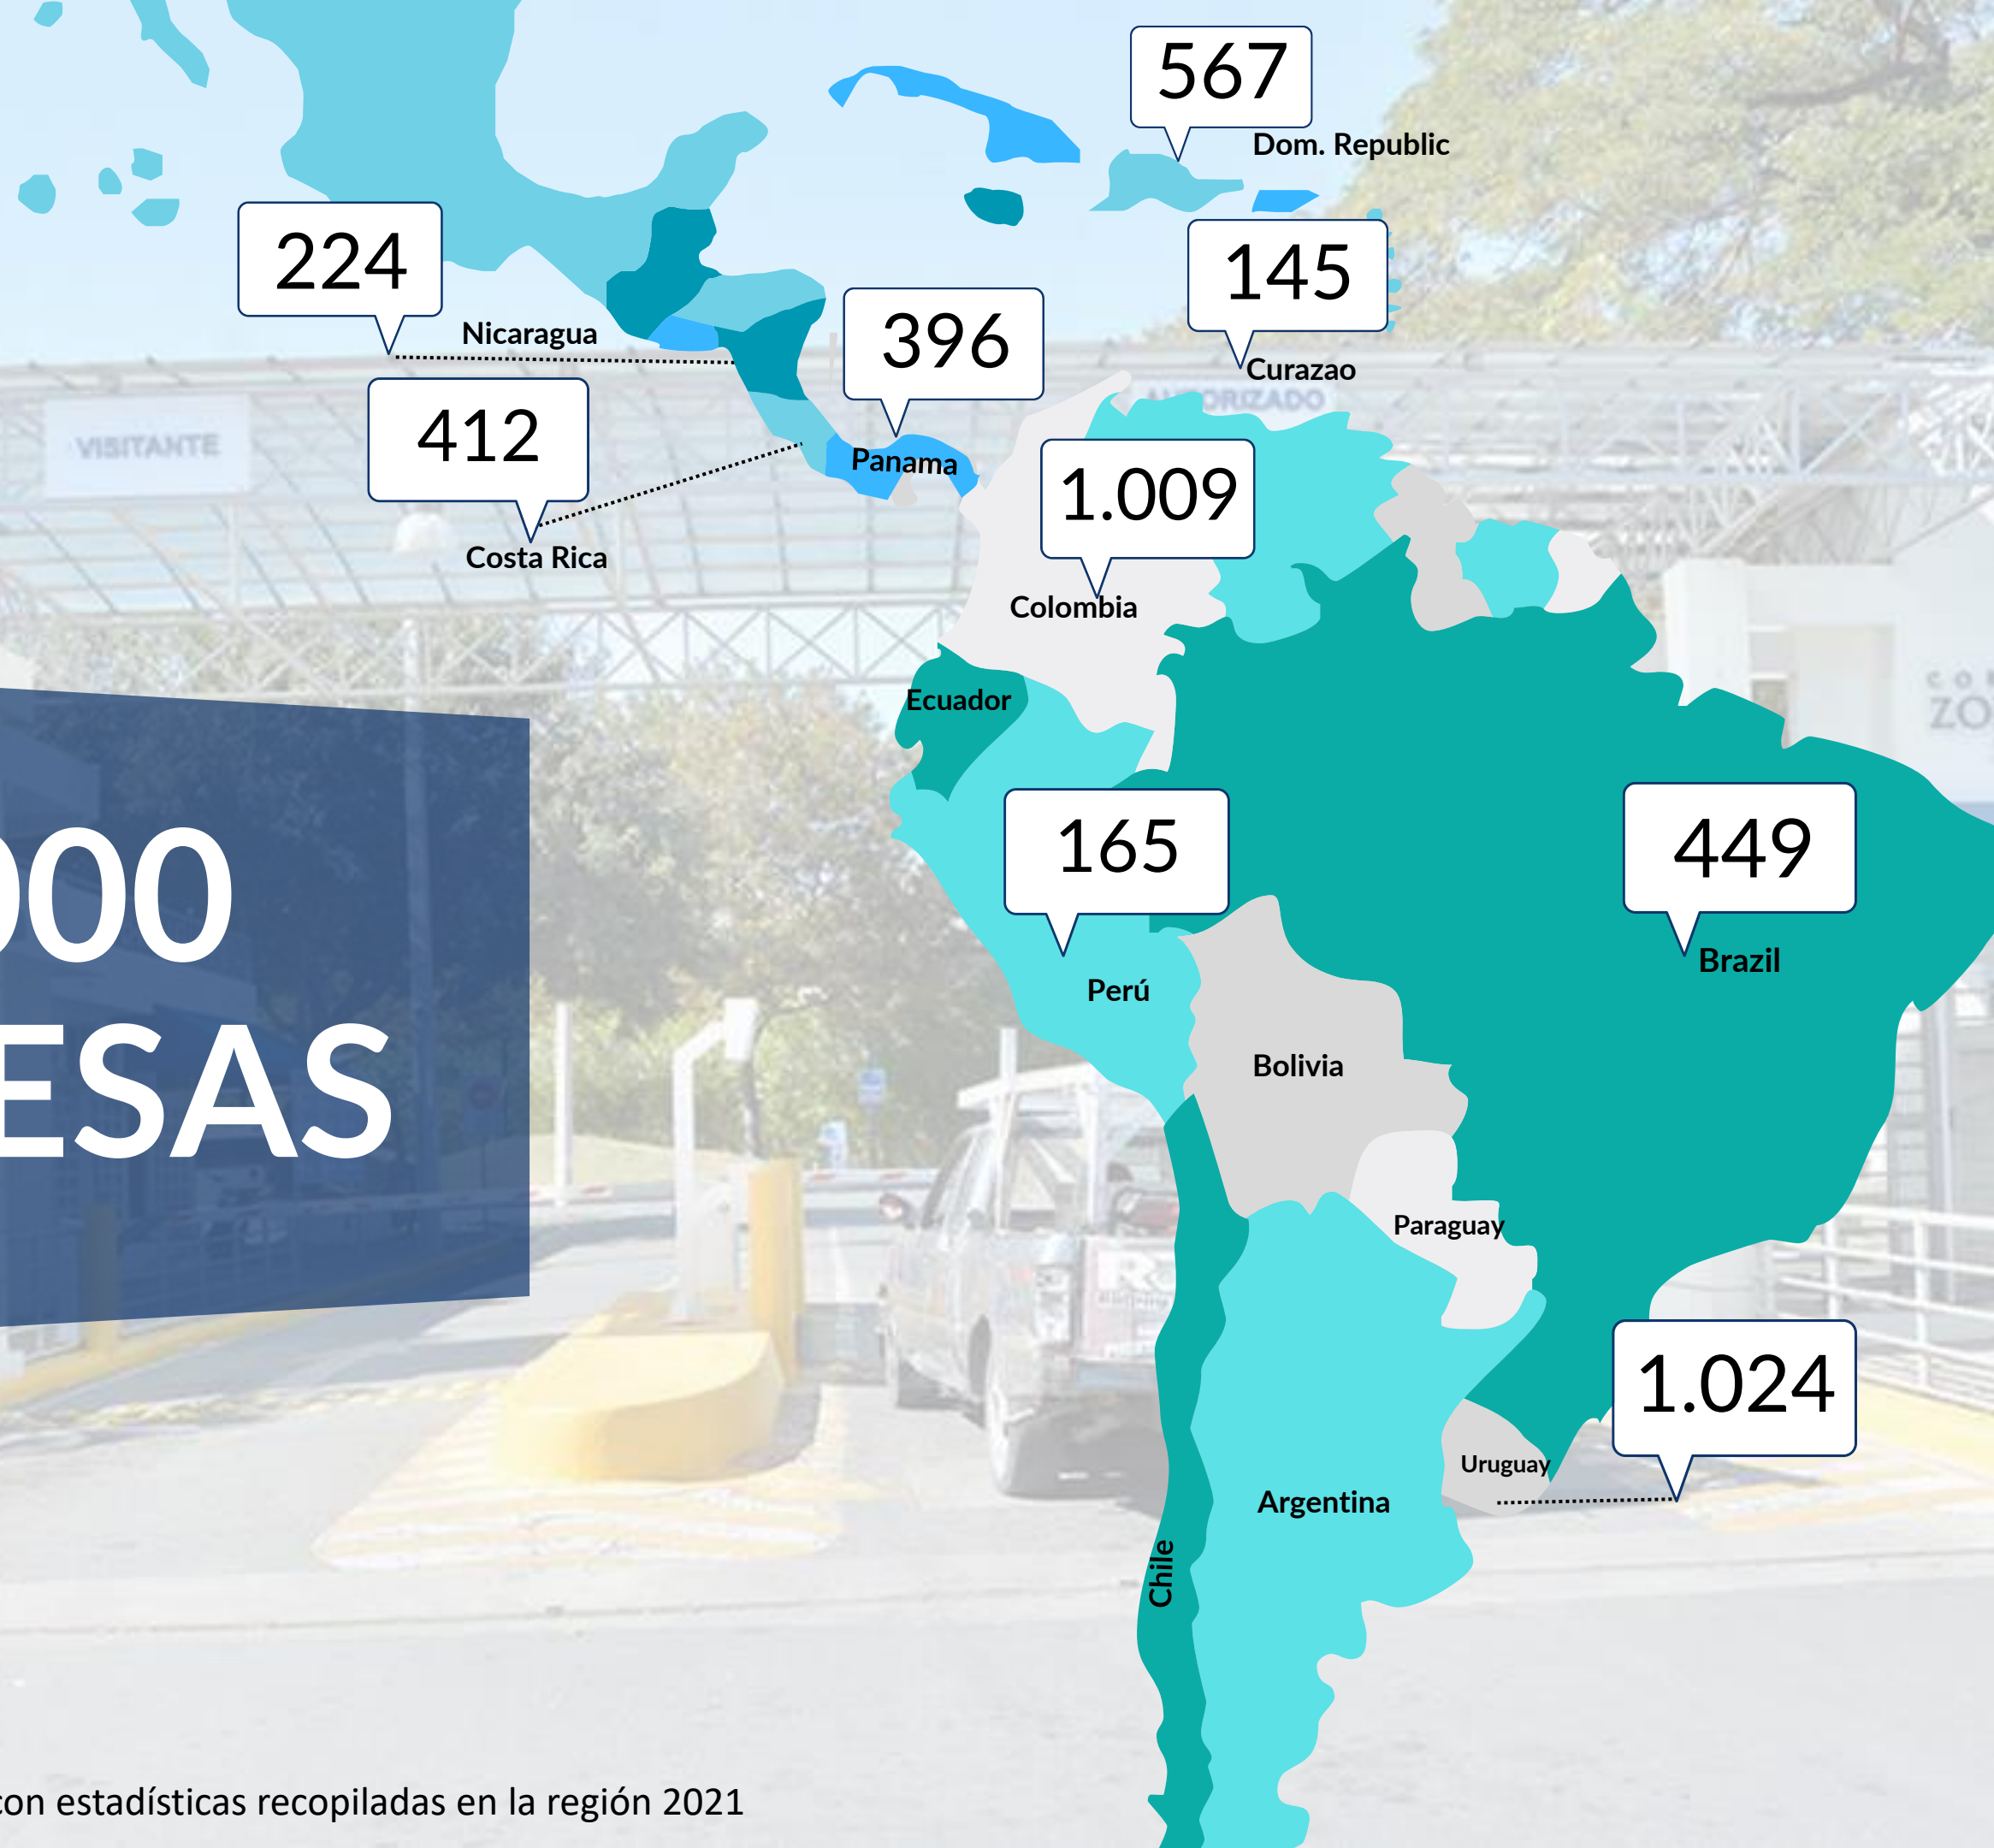 567
Dom. Republic
224
145
Nicaragua
396
Curazao
412
VISITANTE
Panama
1.009
Costa Rica
Colombia
Ecuador
000
ESAS
165
449
Brazil
Perú
Bolivia
Paraguay
1.024
Uruguay
Argentina
Chile
con estadísticas recopiladas en la región 2021